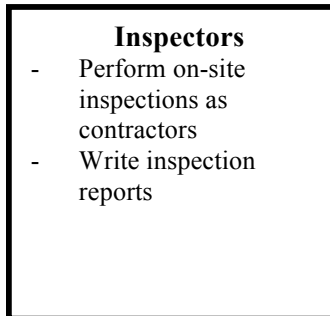 Inspectors
- Perform on-site
inspections as
contractors
- Write inspection
reports